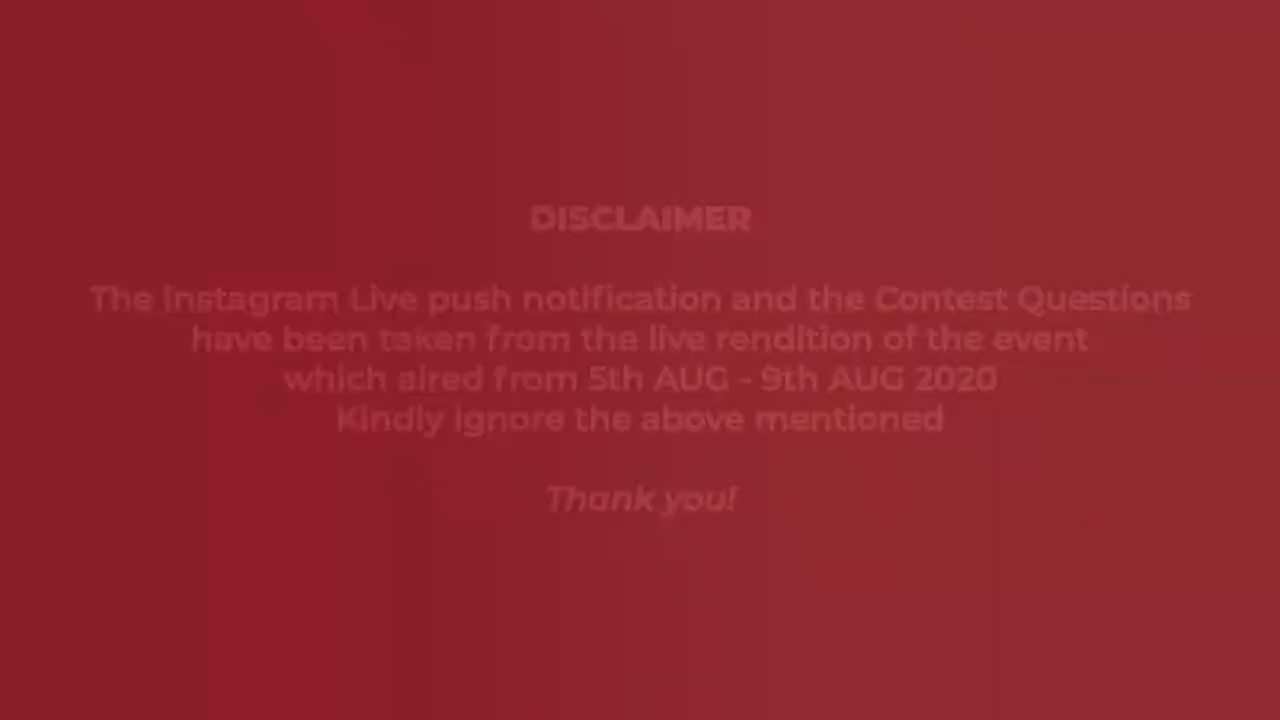 DISCLAIMER
The Instagram Live push notification and the Contest Questions
have been taken from the live rendition of the event
which aired from 5th AUG - 9th AUG 2020
Kindly ignore the above mentioned
Thank you!